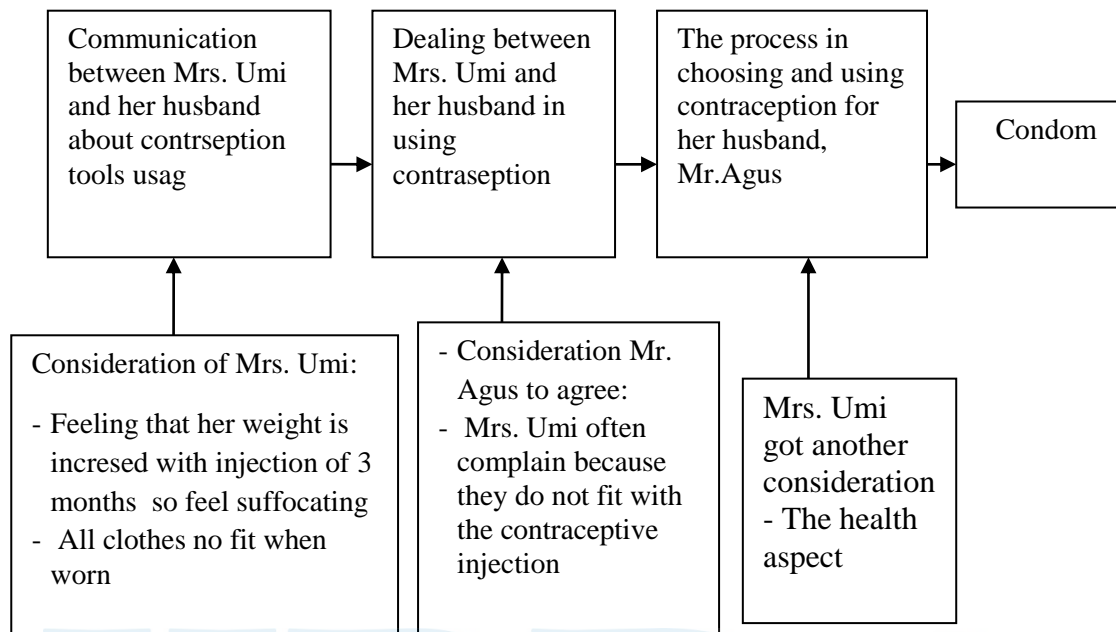 Communication
between Mrs. Umi
and her husband
about contrseption
tools usag
Dealing between
Mrs. Umi and
her husband in
using
contraseption
The process in
choosing and using
contraception for
her husband,
Mr.Agus
Condom
Consideration of Mrs. Umi:
- Feeling that her weight is
incresed with injection of 3
months so feel suffocating
- All clothes no fit when
worn
- Consideration Mr.
Agus to agree:
- Mrs. Umi often
complain because
they do not fit with
the contraceptive
injection
Mrs. Umi
got another
consideration
- The health
aspect